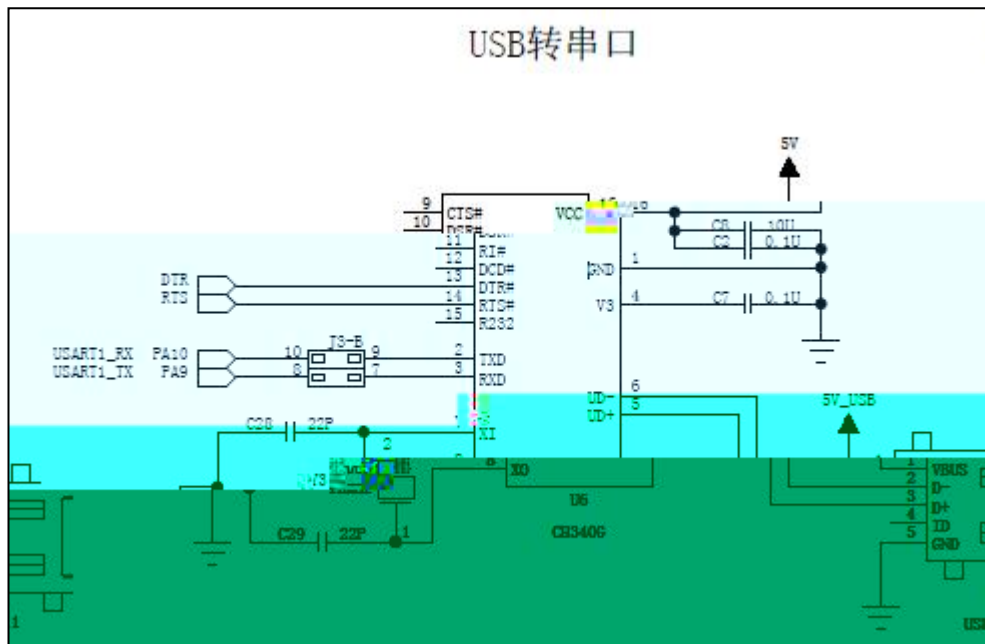 USB转串口
5V
9 CTS# VCC
10 DSR# C8 10U
11 RI# C2 0.1U
12 DCD# GND 1
DTR 13 DTR#
RTS 14 RTS# V3 4 C7 0.1U
15 R232
J3-B
USART1_RX PA10 10 9 2 TXD
USART1_TX PA9 8 7 3 RXD
UD- 6
UD+ 5 5V_USB
C28 22P XI
2
8 XO 1 VBUS
U6 2 D-
3 D+
C29 22P 1 CH340G 4 ID
5 GND
1